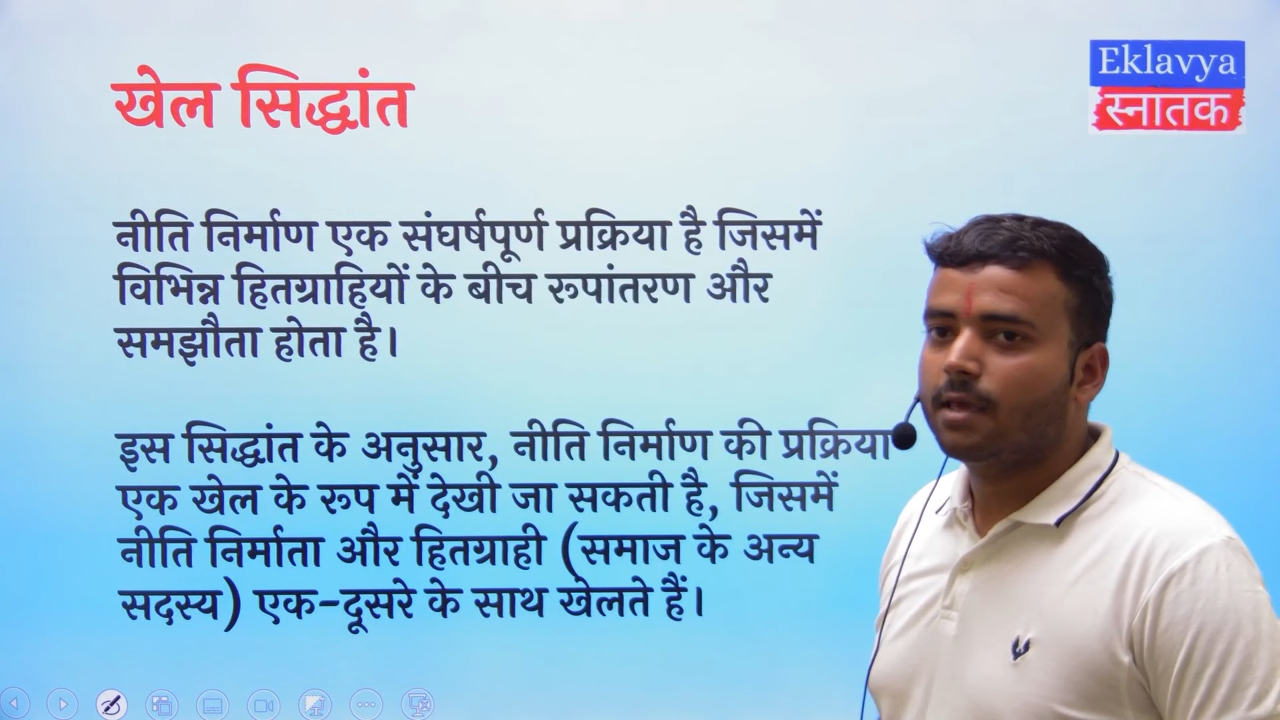 खेल सिद्धांत
Eklavya
स्नातक
नीति निर्माण एक संघर्षपूर्ण प्रक्रिया है जिसमें
विभिन्न हितग्राहियों के बीच रूपांतरण और
समझौता होता है।
इस सिद्धांत के अनुसार, नीति निर्माण की प्रक्रिया
एक खेल के रूप में देखी जा सकती है, जिसमें
नीति निर्माता और हितग्राही (समाज के अन्य
सदस्य) एक-दूसरे के साथ खेलते हैं।